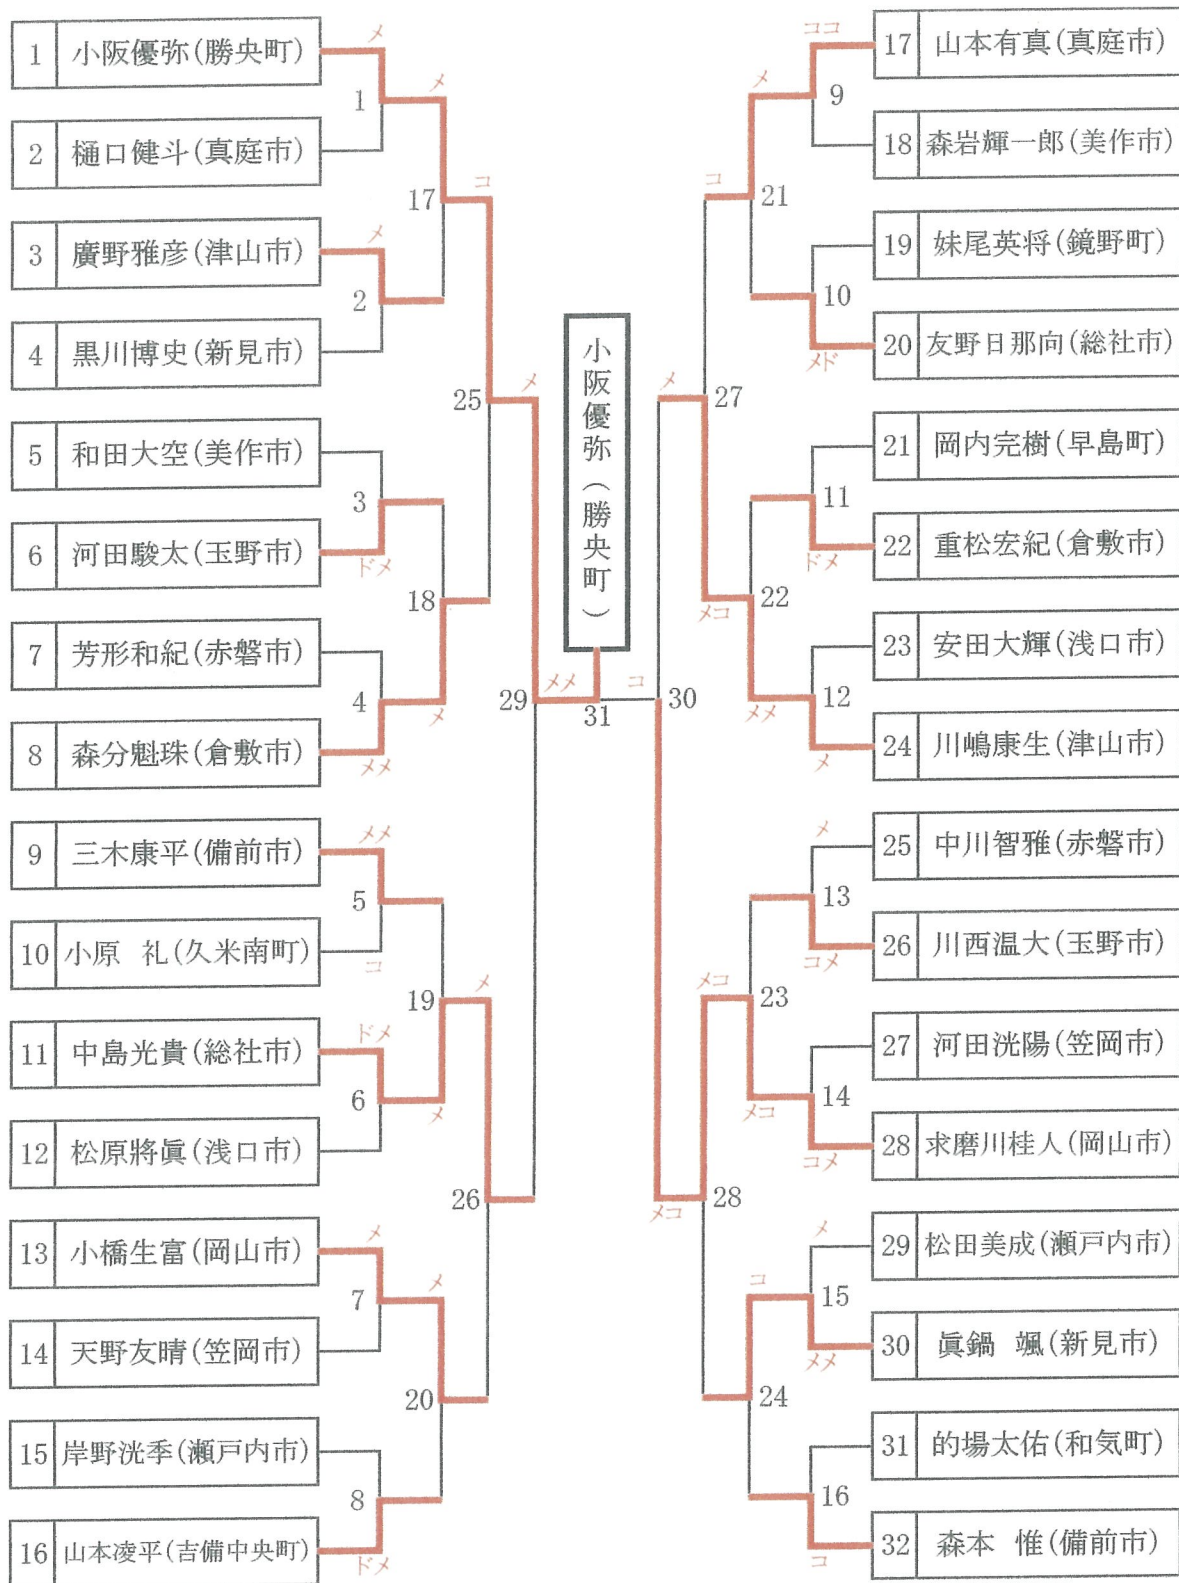 1 小阪優弥(勝央町)
2 樋口健斗(真庭市)
3 廣野雅彦(津山市)
4 黒川博史(新見市)
5 和田大空(美作市)
6 河田駿太(玉野市)
7 芳形和紀(赤磐市)
8 森分魁珠(倉敷市)
9 三木康平(備前市)
10 小原 礼(久米南町)
11 中島光貴(総社市)
12 松原將眞(浅口市)
13 小橋生富(岡山市)
14 天野友晴(笠岡市)
15 岸野洸季(瀬戸内市)
16 山本凌平(吉備中央町)
メ
1
メ
2
3
ドメ
4
メメ
メメ
5
コ
ドメ
6
メ
7
8
ドメ
メ
17
18
メ
19
メ
メ
20
コ
25
メ
26
メ
29
メメ
小阪優弥(勝央町)
31
コ
30
メ
27
メコ
メコ
28
コ
21
メ
22
メメ
メコ
23
メコ
コ
24
ココ
9
10
メド
11
ドメ
12
メ
メ
13
コメ
14
コメ
メ
15
メメ
16
コ
17 山本有真(真庭市)
18 森岩輝一郎(美作市)
19 妹尾英将(鏡野町)
20 友野日那向(総社市)
21 岡内完樹(早島町)
22 重松宏紀(倉敷市)
23 安田大輝(浅口市)
24 川嶋康生(津山市)
25 中川智雅(赤磐市)
26 川西温大(玉野市)
27 河田洸陽(笠岡市)
28 求磨川桂人(岡山市)
29 松田美成(瀬戸内市)
30 眞鍋 颯(新見市)
31 的場太佑(和気町)
32 森本 惟(備前市)